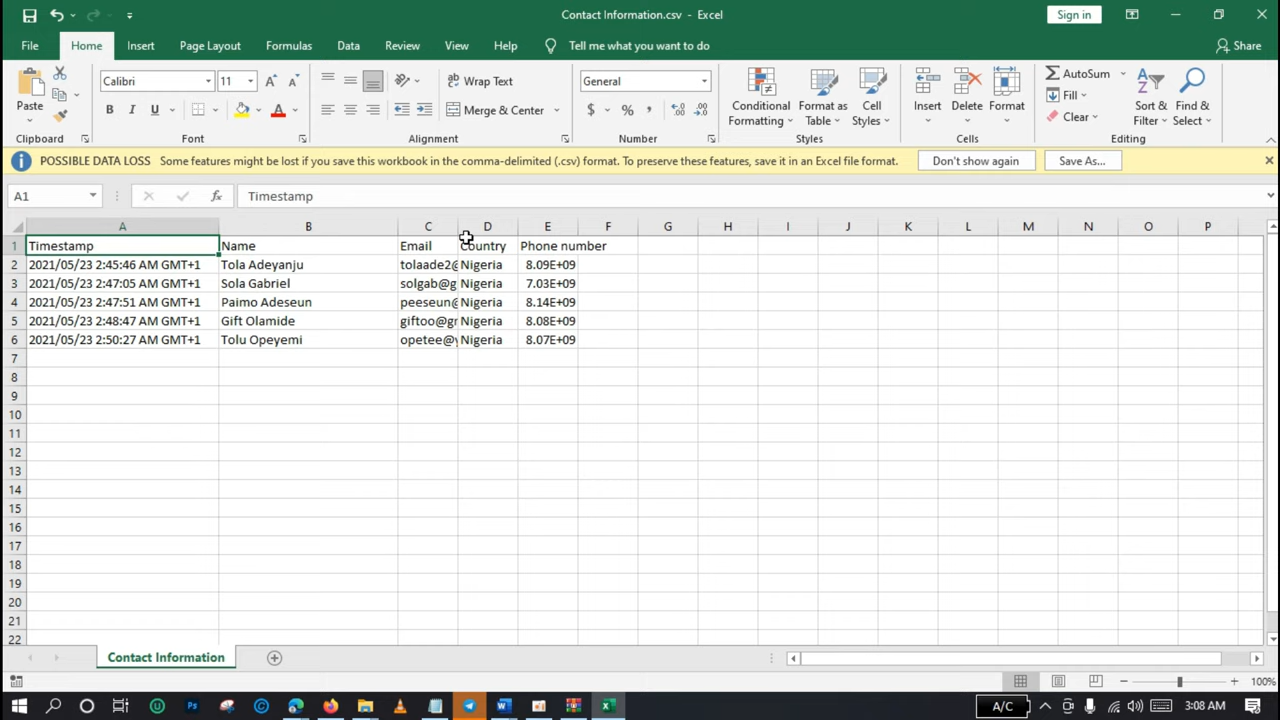 Contact Information.csv - Excel
Sign in
File Home Insert Page Layout Formulas Data Review View Help Tell me what you want to do Share
Calibri 11 A A Wrap Text General AutoSum
Paste B I U A Merge & Center $ % , Conditional Formatting Format as Table Cell Styles Insert Delete Format Fill Clear Sort & Filter Find & Select
Clipboard Font Alignment Number Styles Cells Editing
POSSIBLE DATA LOSS Some features might be lost if you save this workbook in the comma-delimited (.csv) format. To preserve these features, save it in an Excel file format. Don't show again Save As...
A1 fx Timestamp
A B C D E F G H I J K L M N O P
1 Timestamp Name Email Country Phone number
2 2021/05/23 2:45:46 AM GMT+1 Tola Adeyanju tolaade2@ Nigeria 8.09E+09
3 2021/05/23 2:47:05 AM GMT+1 Sola Gabriel solgab@g Nigeria 7.03E+09
4 2021/05/23 2:47:51 AM GMT+1 Paimo Adeseun peeseun@ Nigeria 8.14E+09
5 2021/05/23 2:48:47 AM GMT+1 Gift Olamide giftoo@gr Nigeria 8.08E+09
6 2021/05/23 2:50:27 AM GMT+1 Tolu Opeyemi opetee@y Nigeria 8.07E+09
7
8
9
10
11
12
13
14
15
16
17
18
19
20
21
22
Contact Information
100%
A/C 3:08 AM